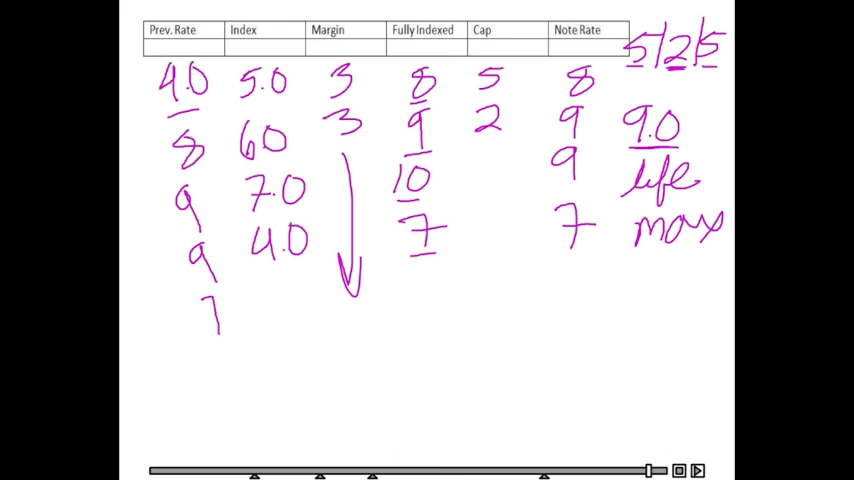 Prev. Rate Index Margin Fully Indexed Cap Note Rate
5/2/5
4.0 5.0 3 8 5 8
8 60 3 9 2 9 9.0
9 7.0 10 9 life
9 4.0 7 7 max
7